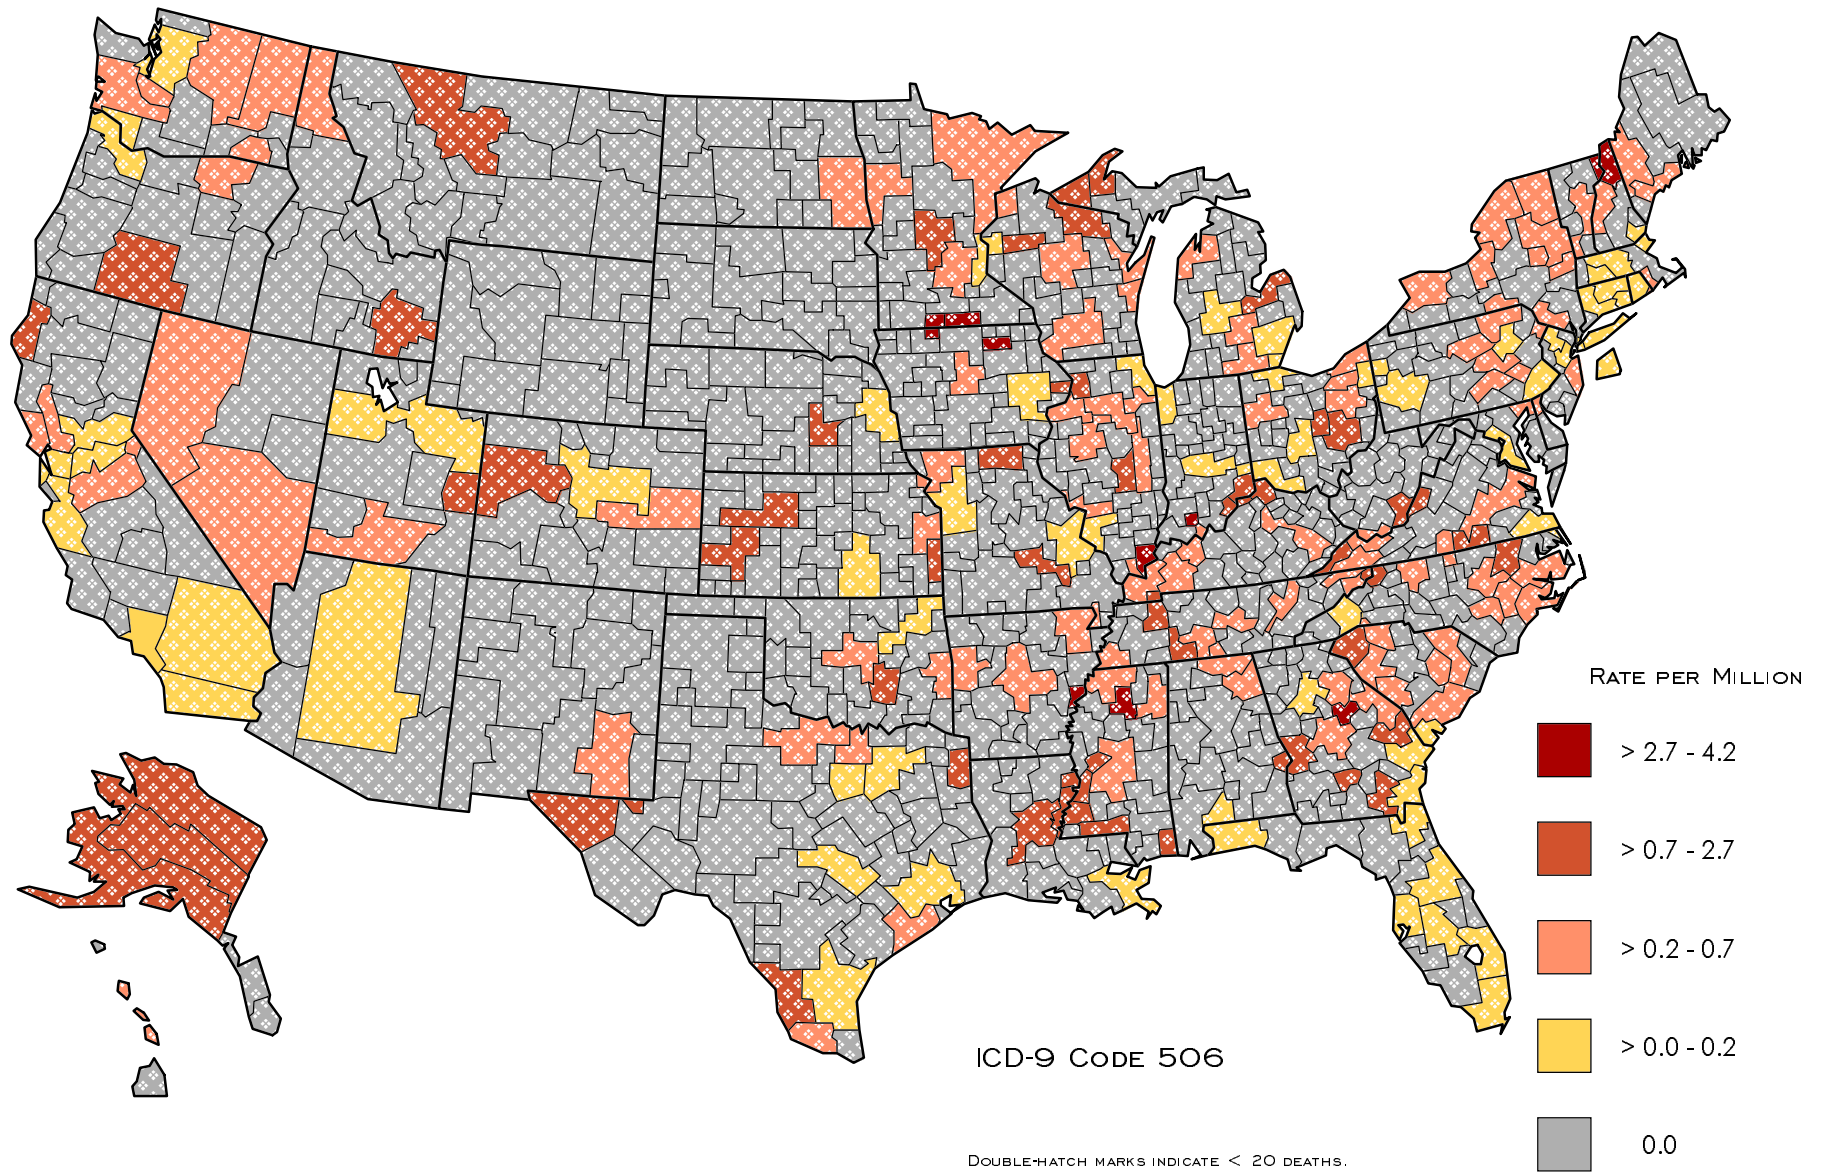 Rate per Million
> 2.7 - 4.2
> 0.7 - 2.7
> 0.2 - 0.7
> 0.0 - 0.2
0.0
ICD-9 Code 506
Double-hatch marks indicate < 20 deaths.